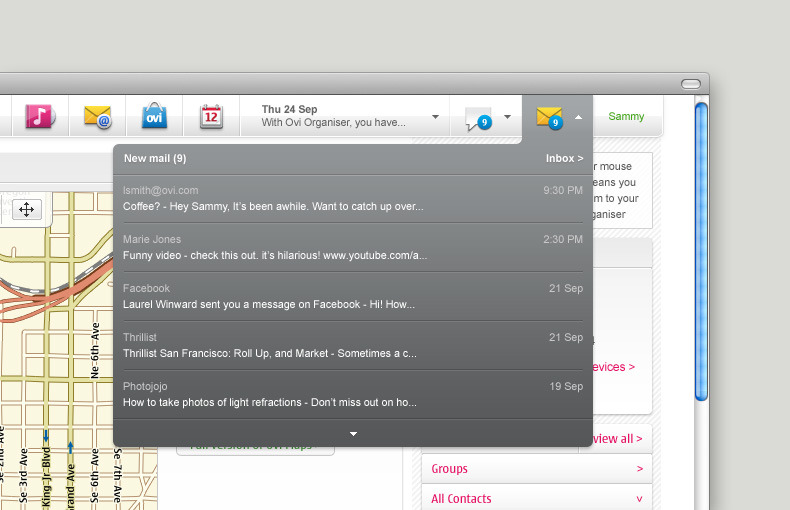 ovi
12
Thu 24 Sep
With Ovi Organiser, you have...
9
9
Sammy
New mail (9)
Inbox >
lsmith@ovi.com
9:30 PM
Coffee? - Hey Sammy, It's been awhile. Want to catch up over...
Marie Jones
2:30 PM
Funny video - check this out. it's hilarious! www.youtube.com/a...
Facebook
21 Sep
Laurel Winward sent you a message on Facebook - Hi! How...
Thrillist
21 Sep
Thrillist San Francisco: Roll Up, and Market - Sometimes a c...
Photojojo
19 Sep
How to take photos of light refractions - Don't miss out on ho...
r mouse
eans you
m to your
ganiser
evices >
view all >
Groups >
All Contacts
Ne-6th-Ave
Se-2nd-Ave
Se-3rd-Ave
King-Jr-Blvd
rand-Ave
Se-6th-Ave
Se-7th-Ave